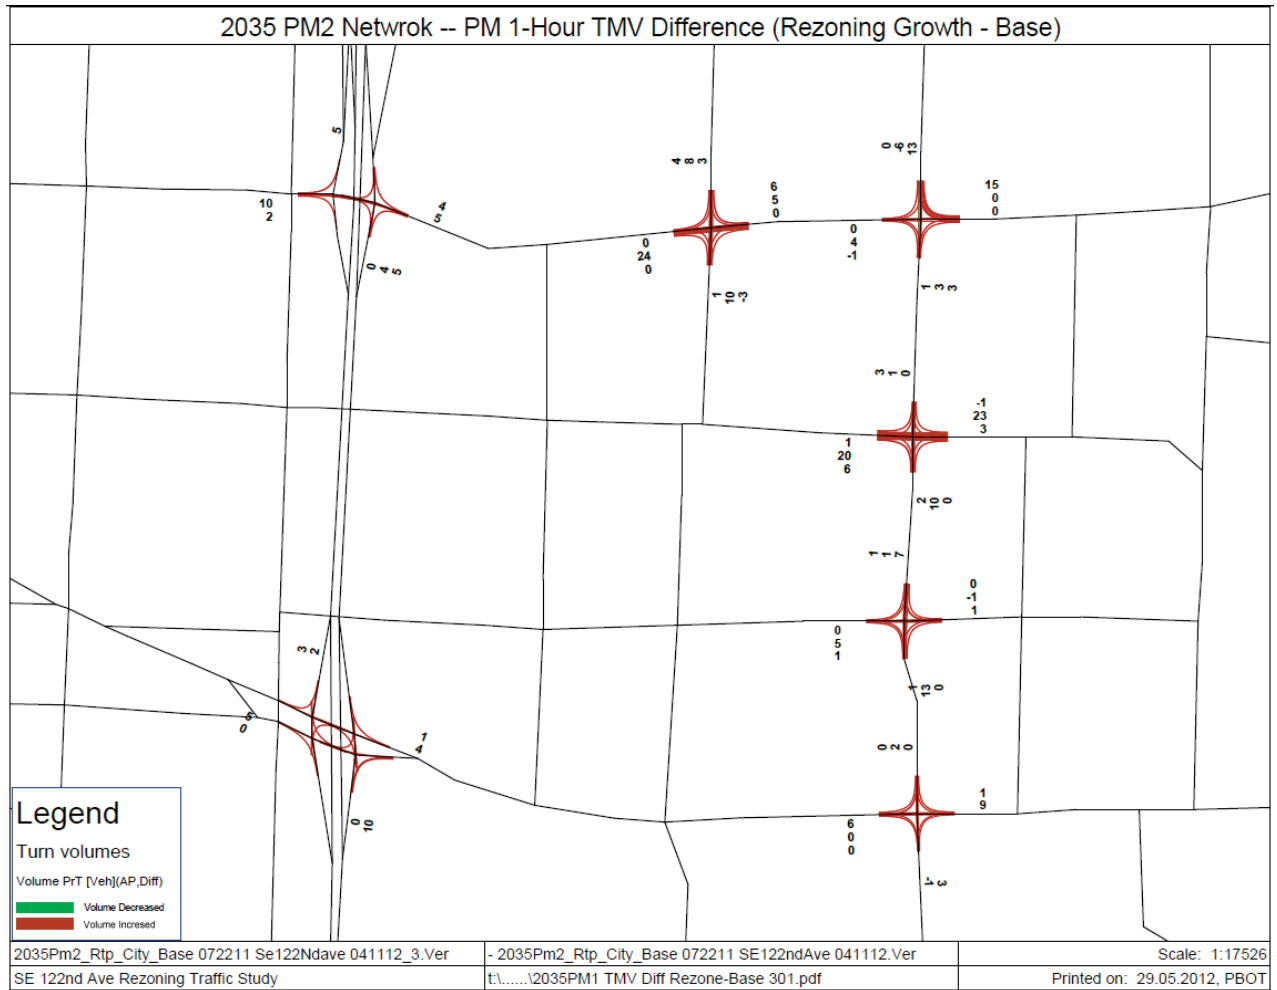 2035 PM2 Netwrok -- PM 1-Hour TMV Difference (Rezoning Growth - Base)
5
10
2
4
5
0 4 5
4 8 3
6
5
0
0
24
0
1 10 -3
0 -6 13
15
0
0
0
4
-1
1 3 3
3 1 0
-1
23
3
1
20
6
2 10 0
1 1 7
0
-1
1
0
5
1
1 13 0
3 2
5
0
1
4
0 10
0 2 0
1
9
6
0
0
-1 3
Legend
Turn volumes
Volume PrT [Veh](AP,Diff)
Volume Decreased
Volume Incresed
2035Pm2_Rtp_City_Base 072211 Se122Ndave 041112_3.Ver
- 2035Pm2_Rtp_City_Base 072211 SE122ndAve 041112.Ver
Scale: 1:17526
SE 122nd Ave Rezoning Traffic Study
t:\......\2035PM1 TMV Diff Rezone-Base 301.pdf
Printed on: 29.05.2012, PBOT